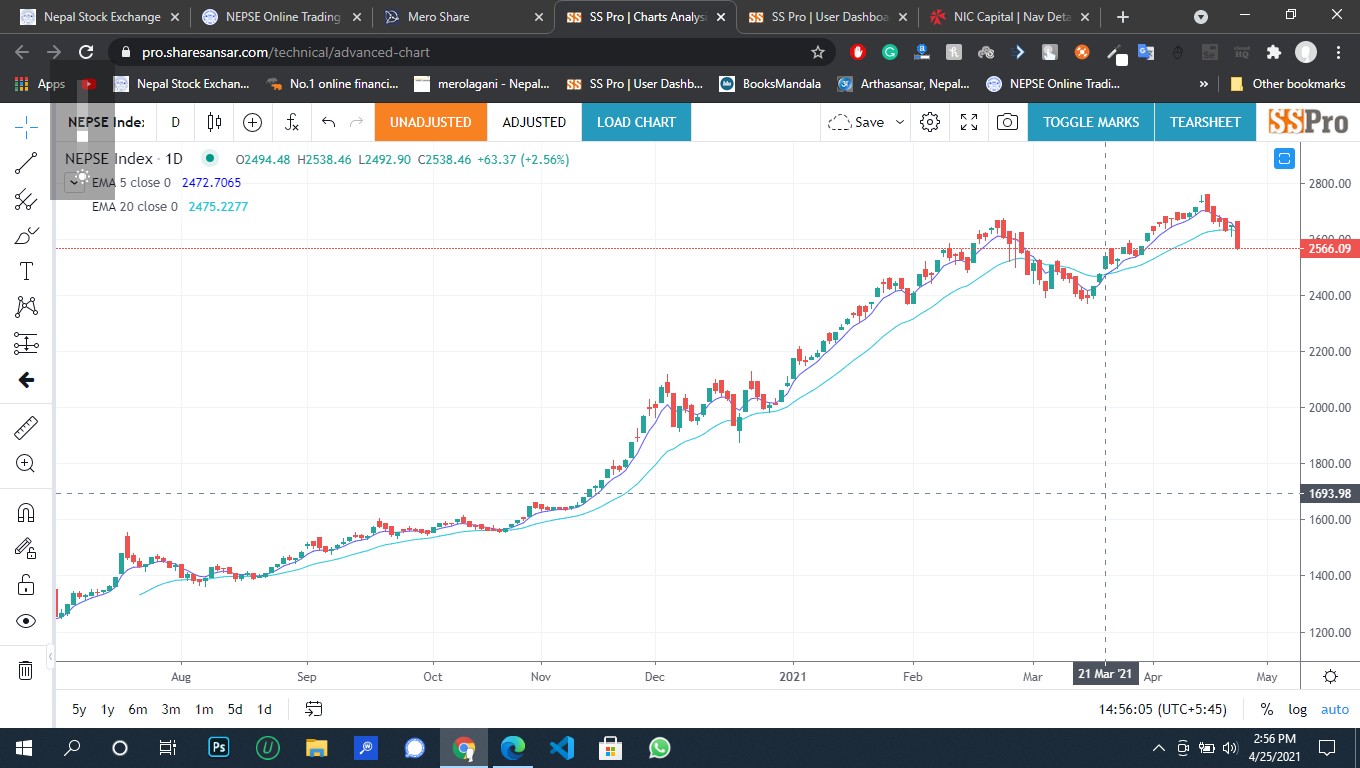 Nepal Stock Exchange
NEPSE Online Trading
Mero Share
SS Pro | Charts Analysi
SS Pro | User Dashboa
NIC Capital | Nav Deta
pro.sharesansar.com/technical/advanced-chart
Apps
Nepal Stock Exchan...
No.1 online financi...
merolagani - Nepal...
SS Pro | User Dashb...
BooksMandala
Arthasansar, Nepal,...
NEPSE Online Tradi...
»
Other bookmarks
NEPSE Inde:
D
UNADJUSTED
ADJUSTED
LOAD CHART
Save
TOGGLE MARKS
TEARSHEET
SSPro
NEPSE Index · 1D
O2494.48 H2538.46 L2492.90 C2538.46 +63.37 (+2.56%)
EMA 5 close 0 2472.7065
EMA 20 close 0 2475.2277
2800.00
2600.00
2566.09
2400.00
2200.00
2000.00
1800.00
1693.98
1600.00
1400.00
1200.00
Aug
Sep
Oct
Nov
Dec
2021
Feb
Mar
21 Mar '21
Apr
May
5y 1y 6m 3m 1m 5d 1d
14:56:05 (UTC+5:45)
% log auto
Ps
2:56 PM
4/25/2021